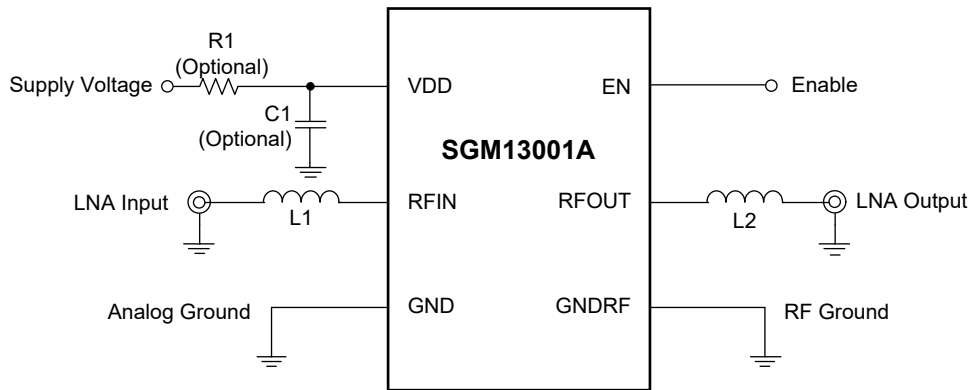 R1
(Optional)
Supply Voltage
VDD
EN
Enable
C1
(Optional)
SGM13001A
LNA Input
L1
RFIN
RFOUT
L2
LNA Output
Analog Ground
GND
GNDRF
RF Ground